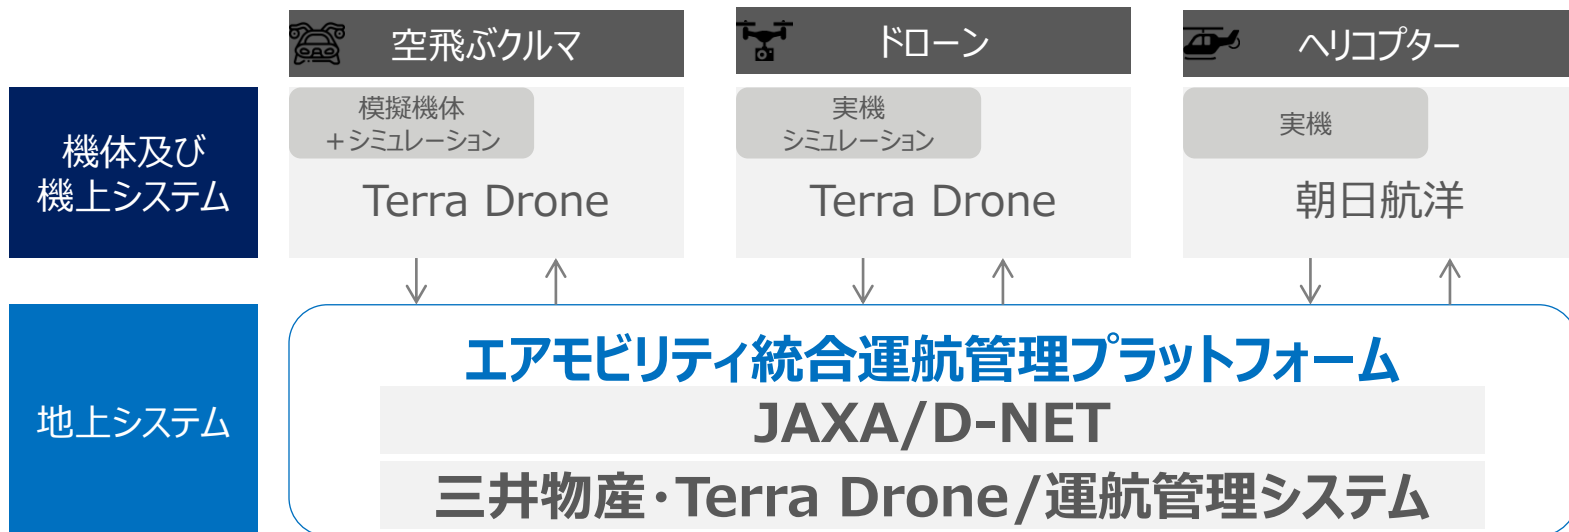 空飛ぶクルマ
ドローン
ヘリコプター
機体及び
機上システム
模擬機体
+シミュレーション
Terra Drone
実機
シミュレーション
Terra Drone
実機
朝日航洋
地上システム
エアモビリティ統合運航管理プラットフォーム
JAXA/D-NET
三井物産・Terra Drone/運航管理システム